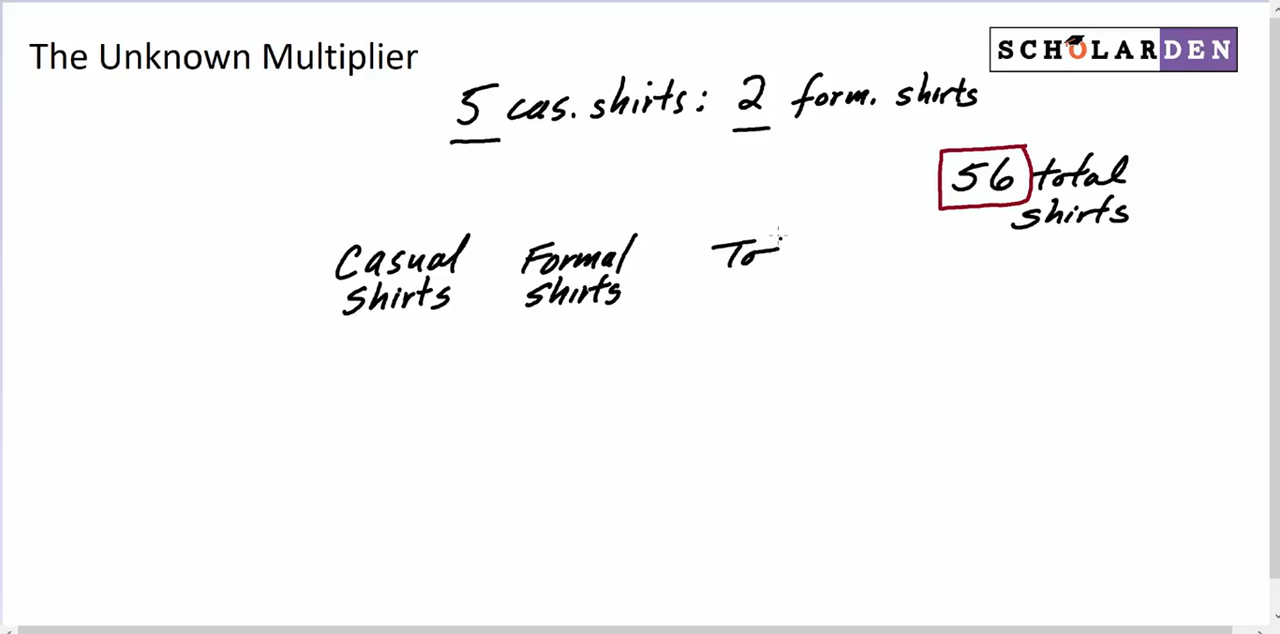 The Unknown Multiplier
SCHOLARDEN
5 cas. shirts: 2 form. shirts
56 total
shirts
Casual Formal To
shirts shirts